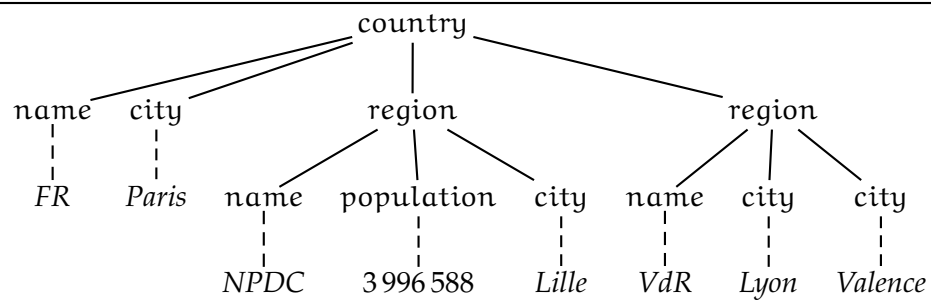 country
name city region region
FR Paris name population city name city city
NPDC 3 996 588 Lille VdR Lyon Valence